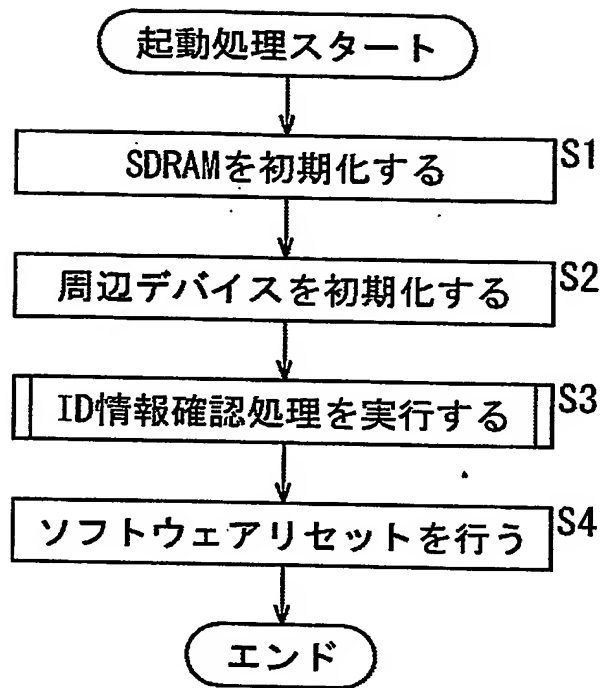 起動処理スタート
SDRAMを初期化する
S1
周辺デバイスを初期化する
S2
ID情報確認処理を実行する
S3
ソフトウェアリセットを行う
S4
エンド